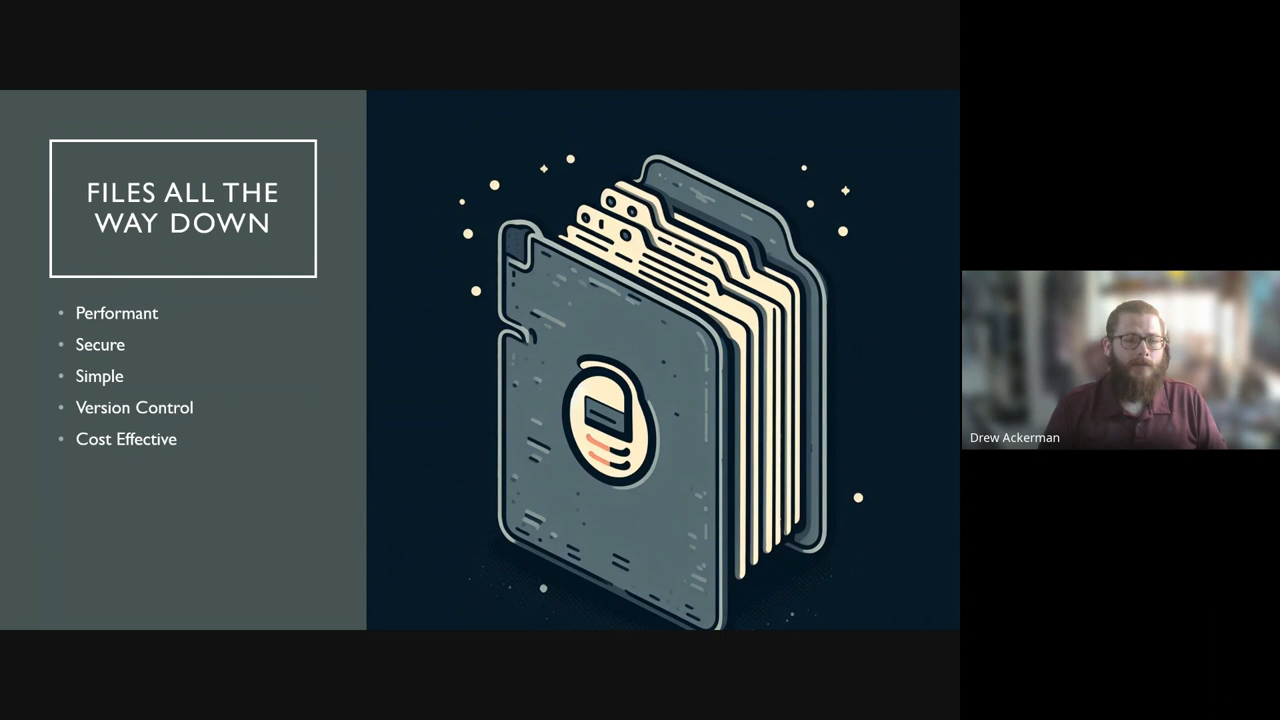 FILES ALL THE
WAY DOWN
• Performant
• Secure
• Simple
• Version Control
• Cost Effective
Drew Ackerman